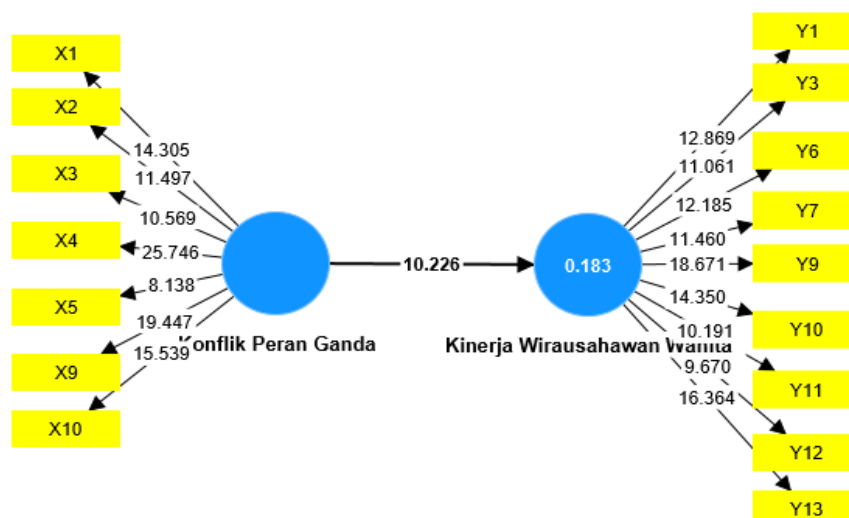 X1
X2
X3
X4
X5
X9
X10
14.305
11.497
10.569
25.746
8.138
19.447
15.539
Konflik Peran Ganda
10.226
0.183
Kinerja Wirausahawan Wanita
12.869
11.061
12.185
11.460
18.671
14.350
10.191
9.670
16.364
Y1
Y3
Y6
Y7
Y9
Y10
Y11
Y12
Y13